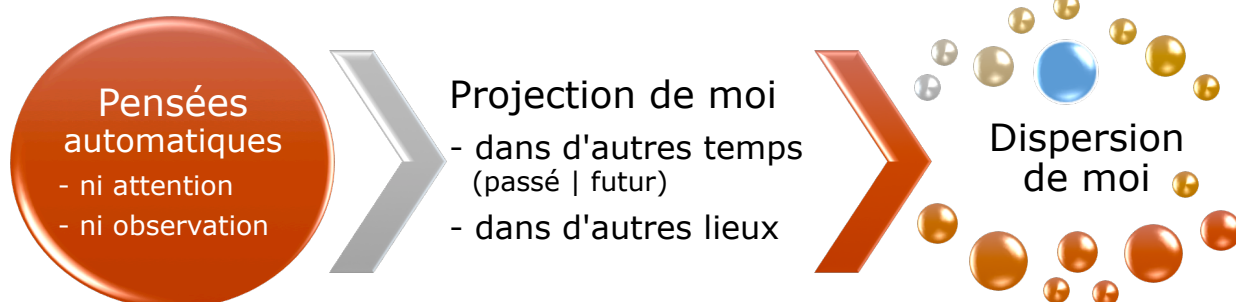 Pensées
automatiques
- ni attention
- ni observation
Projection de moi
- dans d'autres temps
(passé | futur)
- dans d'autres lieux
Dispersion
de moi